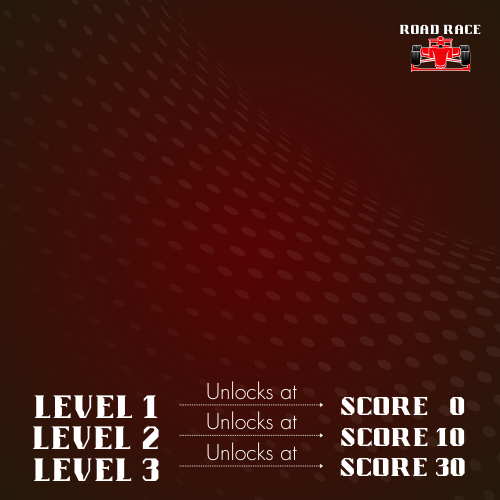 ROAD RACE
LEVEL 1 Unlocks at SCORE 0
LEVEL 2 Unlocks at SCORE 10
LEVEL 3 Unlocks at SCORE 30